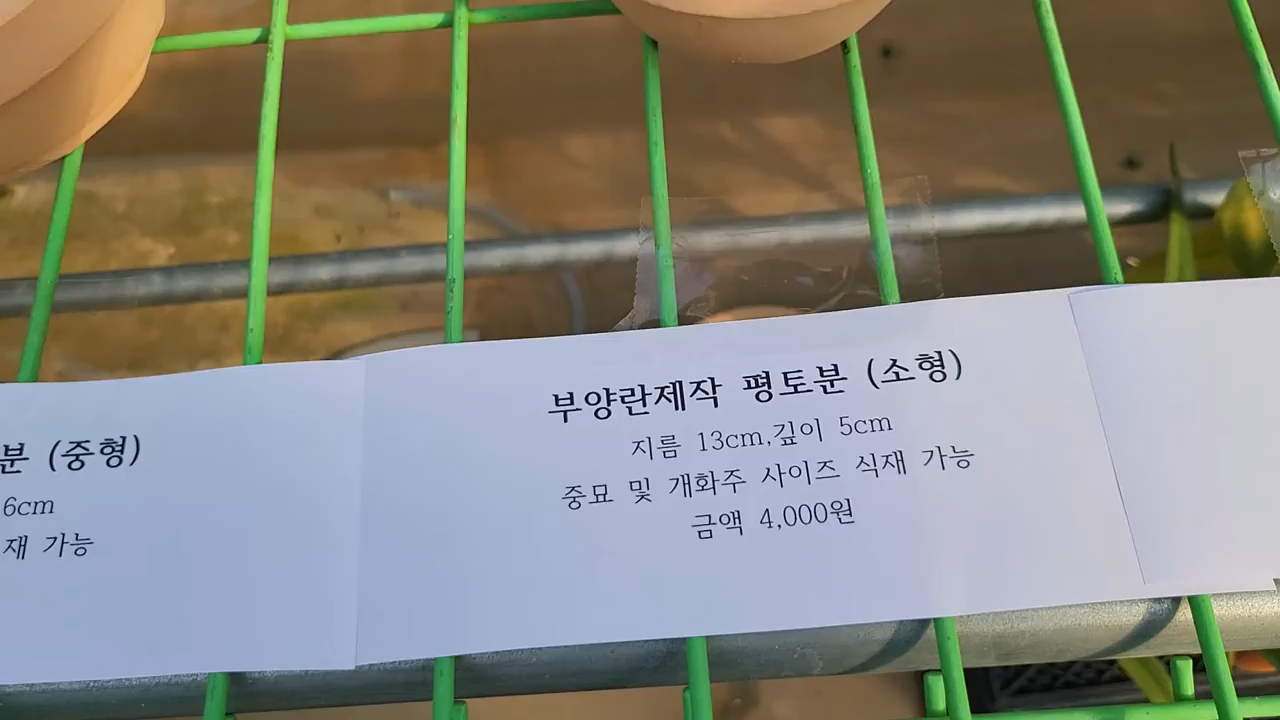 분 (중형)
6cm
재 가능
부양란제작 평토분 (소형)
지름 13cm,깊이 5cm
중묘 및 개화주 사이즈 식재 가능
금액 4,000원